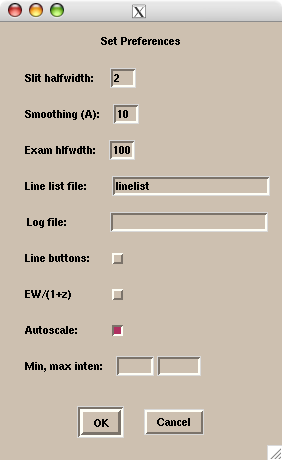 Set Preferences
Slit halfwidth: 2
Smoothing (A): 10
Exam hlfwdth: 100
Line list file: linelist
Log file:
Line buttons:
EW/(1+z)
Autoscale:
Min, max inten:
OK Cancel